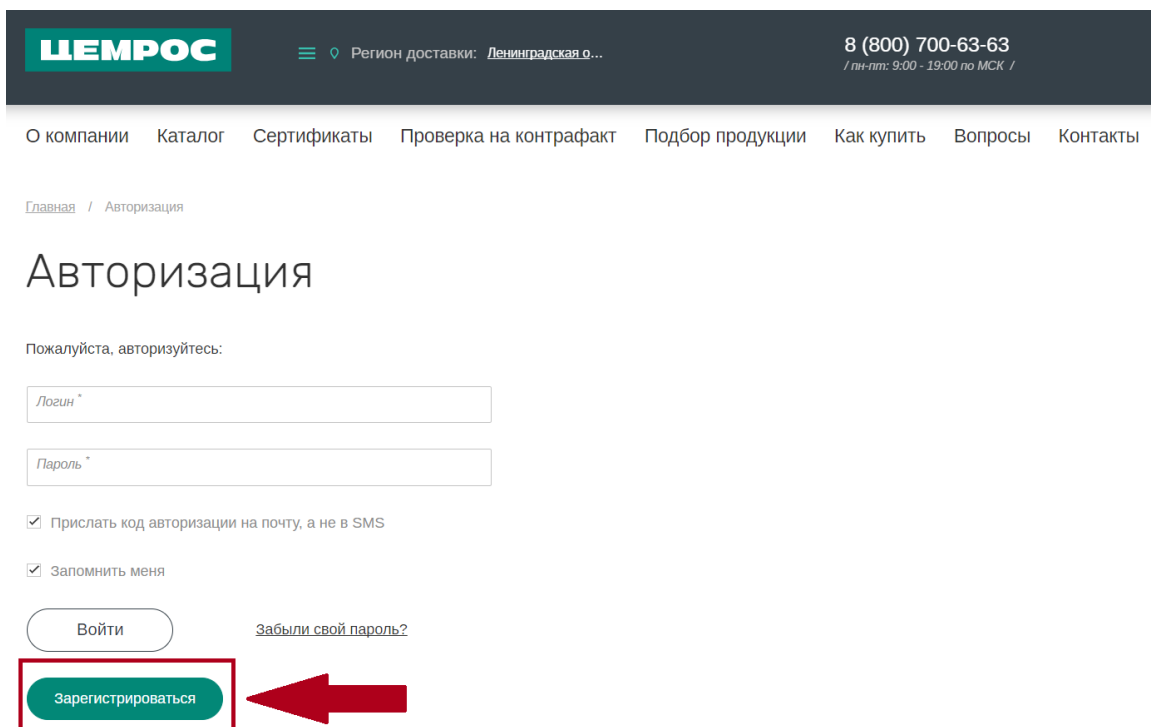 ЦЕМРОС
Регион доставки: Ленинградская о...
8 (800) 700-63-63
/ пн-пт: 9:00 - 19:00 по МСК /
О компании Каталог Сертификаты Проверка на контрафакт Подбор продукции Как купить Вопросы Контакты
Главная / Авторизация
Авторизация
Пожалуйста, авторизуйтесь:
Логин *
Пароль *
Прислать код авторизации на почту, а не в SMS
Запомнить меня
Войти Забыли свой пароль?
Зарегистрироваться